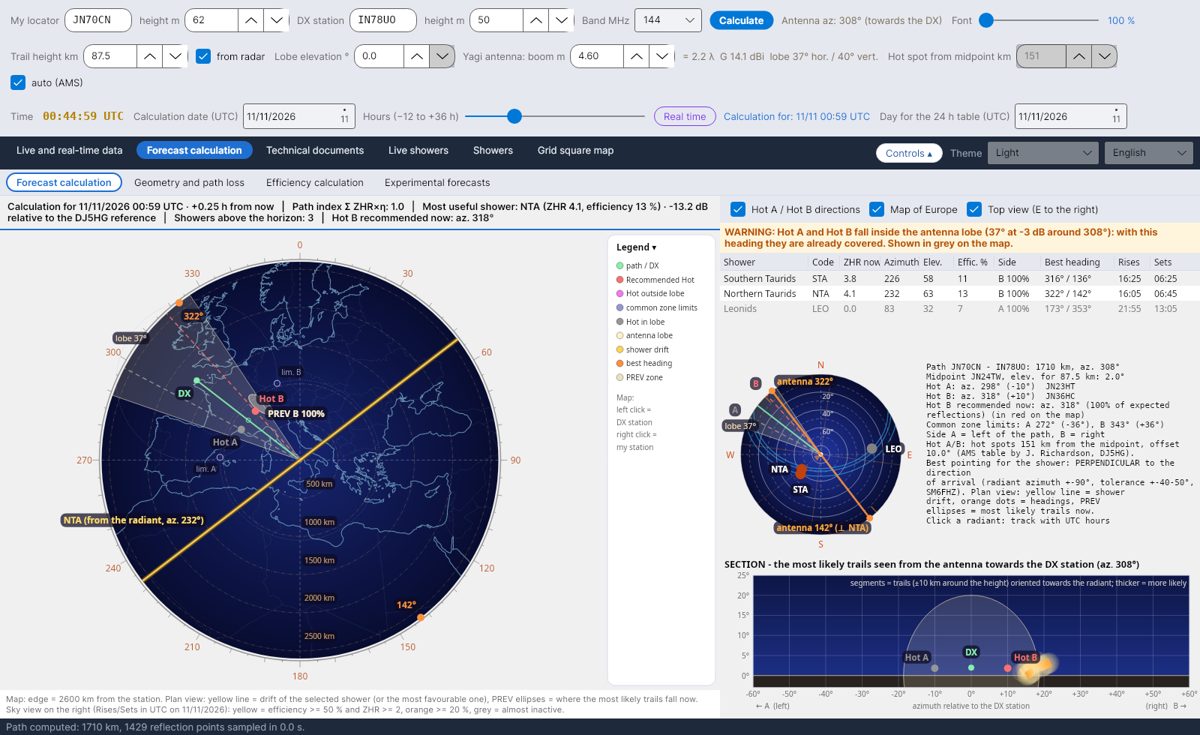 My locator JN70CN height m 62 DX station IN78UO height m 50 Band MHz 144 Calculate Antenna az: 308° (towards the DX) Font 100 %
Trail height km 87.5 from radar Lobe elevation ° 0.0 Yagi antenna: boom m 4.60 = 2.2 λ G 14.1 dBi lobe 37° hor. / 40° vert. Hot spot from midpoint km 151
auto (AMS)
Time 00:44:59 UTC Calculation date (UTC) 11/11/2026 11 Hours (−12 to +36 h) Real time Calculation for: 11/11 00:59 UTC Day for the 24 h table (UTC) 11/11/2026 11
Live and real-time data Forecast calculation Technical documents Live showers Showers Grid square map Controls ▴ Theme Light English
Forecast calculation Geometry and path loss Efficiency calculation Experimental forecasts
Calculation for 11/11/2026 00:59 UTC · +0.25 h from now | Path index Σ ZHR×η: 1.0 | Most useful shower: NTA (ZHR 4.1, efficiency 13 %) · -13.2 dB
relative to the DJ5HG reference | Showers above the horizon: 3 | Hot B recommended now: az. 318°
0
30
60
90
120
150
180
210
240
270
300
330
322°
lobe 37°
lim. B
DX
Hot B
PREV B 100%
Hot A
lim. A
500 km
NTA (from the radiant, az. 232°)
1000 km
1500 km
2000 km
142°
2500 km
Legend ▾
path / DX
Recommended Hot
Hot outside lobe
common zone limits
Hot in lobe
antenna lobe
shower drift
best heading
PREV zone
Map:
left click =
DX station
right click =
my station
Map: edge = 2600 km from the station. Plan view: yellow line = drift of the selected shower (or the most favourable one), PREV ellipses = where the most likely trails fall now.
Sky view on the right (Rises/Sets in UTC on 11/11/2026): yellow = efficiency >= 50 % and ZHR >= 2, orange >= 20 %, grey = almost inactive.
Hot A / Hot B directions Map of Europe Top view (E to the right)
WARNING: Hot A and Hot B fall inside the antenna lobe (37° at -3 dB around 308°): with this
heading they are already covered. Shown in grey on the map.
Shower Code ZHR now Azimuth Elev. Effic. % Side Best heading Rises Sets
Southern Taurids STA 3.8 226 58 11 B 100% 316° / 136° 16:25 05:45
Northern Taurids NTA 4.1 232 63 13 B 100% 322° / 142° 16:05 06:45
Leonids LEO 0.0 83 32 7 A 100% 173° / 353° 21:55 13:05
N
B
antenna 322°
A
20°
40°
60°
lobe 37°
W
E
LEO
NTA
STA
antenna 142° (⊥ NTA)
S
Path JN70CN - IN78UO: 1710 km, az. 308°
Midpoint JN24TW, elev. for 87.5 km: 2.0°
Hot A: az. 298° (-10°) JN23HT
Hot B: az. 318° (+10°) JN36HC
Hot B recommended now: az. 318° (100% of expected
reflections) (in red on the map)
Common zone limits: A 272° (-36°), B 343° (+36°)
Side A = left of the path, B = right
Hot A/B: hot spots 151 km from the midpoint, offset
10.0° (AMS table by J. Richardson, DJ5HG).
Best pointing for the shower: PERPENDICULAR to the
direction
of arrival (radiant azimuth +-90°, tolerance +-40-50°,
SM6FHZ). Plan view: yellow line = shower
drift, orange dots = headings, PREV
ellipses = most likely trails now.
Click a radiant: track with UTC hours
SECTION - the most likely trails seen from the antenna towards the DX station (az. 308°)
segments = trails (±10 km around the height) oriented towards the radiant; thicker = more likely
25°
20°
15°
10°
5°
0°
Hot A
DX
Hot B
-60° -50° -40° -30° -20° -10° 0° +10° +20° +30° +40° +50° +60°
← A (left) azimuth relative to the DX station (right) B →
Path computed: 1710 km, 1429 reflection points sampled in 0.0 s.